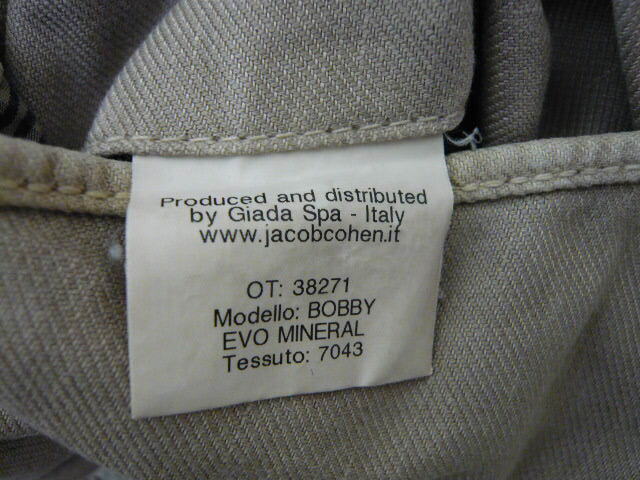 Produced and distributed
by Giada Spa - Italy
www.jacobcohen.it
OT: 38271
Modello: BOBBY
EVO MINERAL
Tessuto: 7043